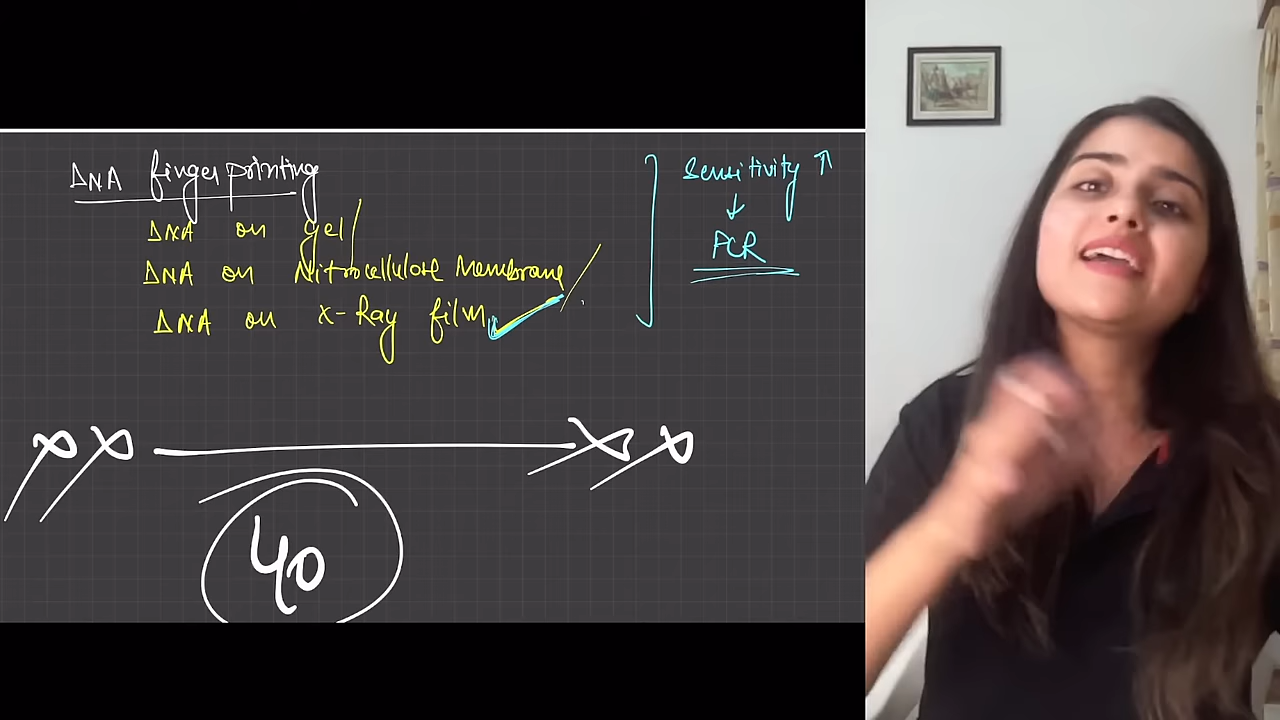 DNA fingerprinting
DNA on gel
DNA on Nitrocellulose Membrane
DNA on X-Ray film
Sensitivity ↑
↓
PCR
40